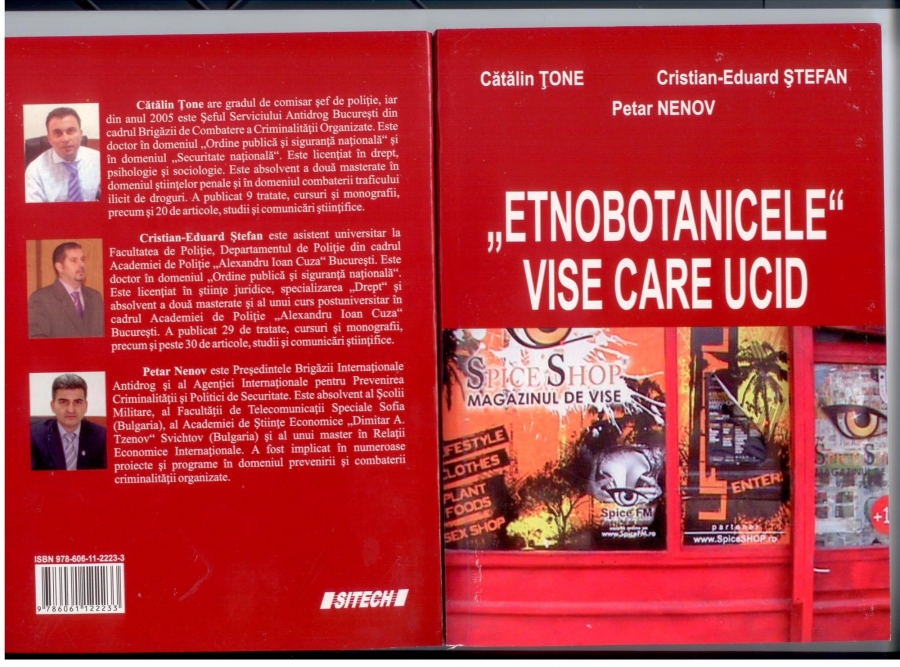 Cătălin Ţone are gradul de comisar şef de poliţie, iar
din anul 2005 este Şeful Serviciului Antidrog Bucureşti din
cadrul Brigăzii de Combatere a Criminalităţii Organizate. Este
doctor în domeniul „Ordine publică şi siguranţă naţională“ şi
în domeniul „Securitate naţională“. Este licenţiat în drept,
psihologie şi sociologie. Este absolvent a două masterate în
domeniul ştiinţelor penale şi în domeniul combaterii traficului
ilicit de droguri. A publicat 9 tratate, cursuri şi monografii,
precum şi 20 de articole, studii şi comunicări ştiinţifice.
Cristian-Eduard Ştefan este asistent universitar la
Facultatea de Poliţie, Departamentul de Poliţie din cadrul
Academiei de Poliţie „Alexandru Ioan Cuza“ Bucureşti. Este
doctor în domeniul „Ordine publică şi siguranţă naţională“.
Este licenţiat în ştiinţe juridice, specializarea „Drept“ şi
absolvent a două masterate şi al unui curs postuniversitar în
cadrul Academiei de Poliţie „Alexandru Ioan Cuza“
Bucureşti. A publicat 29 de tratate, cursuri şi monografii,
precum şi peste 30 de articole, studii şi comunicări ştiinţifice.
Petar Nenov este Preşedintele Brigăzii Internaţionale
Antidrog şi al Agenţiei Internaţionale pentru Prevenirea
Criminalităţii şi Politici de Securitate. Este absolvent al Şcolii
Militare, al Facultăţii de Telecomunicaţii Speciale Sofia
(Bulgaria), al Academiei de Ştiinţe Economice „Dimitar A.
Tzenov“ Svichtov (Bulgaria) şi al unui master în Relaţii
Economice Internaţionale. A fost implicat în numeroase
proiecte şi programe în domeniul prevenirii şi combaterii
criminalităţii organizate.
ISBN 978-606-11-2223-3
9 786061 122233
SITECH
Cătălin ŢONE
Cristian-Eduard ŞTEFAN
Petar NENOV
„ETNOBOTANICELE“
VISE CARE UCID
SPICE SHOP
MAGAZINUL DE VISE
LIFESTYLE
CLOTHES
PLANT
FOODS
SEX SHOP
Spice FM
www.SpiceFM.ro
ENTER
partener
www.SpiceSHOP.ro
+1